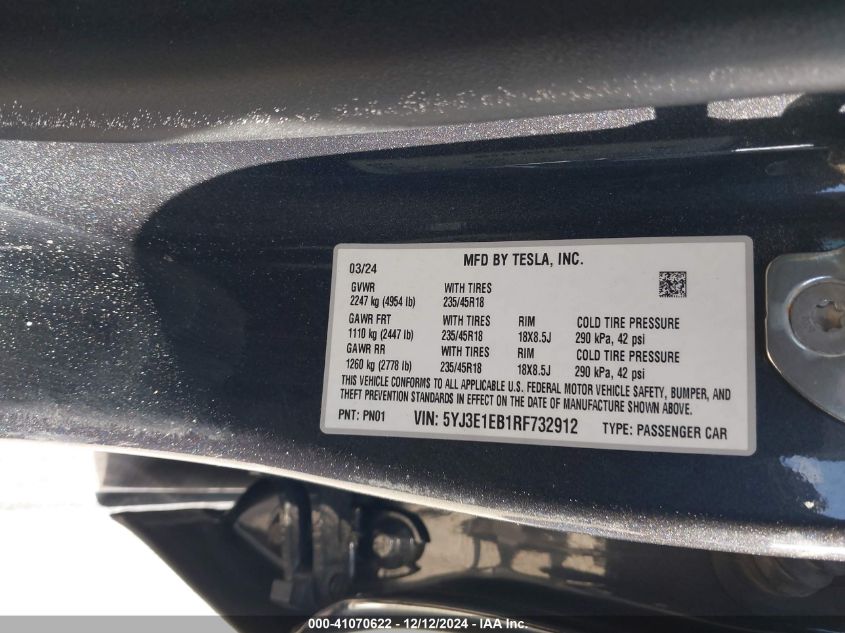 03/24 MFD BY TESLA, INC.
GVWR WITH TIRES
2247 kg (4954 lb) 235/45R18
GAWR FRT WITH TIRES RIM COLD TIRE PRESSURE
1110 kg (2447 lb) 235/45R18 18X8.5J 290 kPa, 42 psi
GAWR RR WITH TIRES RIM COLD TIRE PRESSURE
1260 kg (2778 lb) 235/45R18 18X8.5J 290 kPa, 42 psi
THIS VEHICLE CONFORMS TO ALL APPLICABLE U.S. FEDERAL MOTOR VEHICLE SAFETY, BUMPER, AND
THEFT PREVENTION STANDARDS IN EFFECT ON THE DATE OF MANUFACTURE SHOWN ABOVE.
PNT: PN01 VIN: 5YJ3E1EB1RF732912 TYPE: PASSENGER CAR
000-41070622 - 12/12/2024 - IAA Inc.